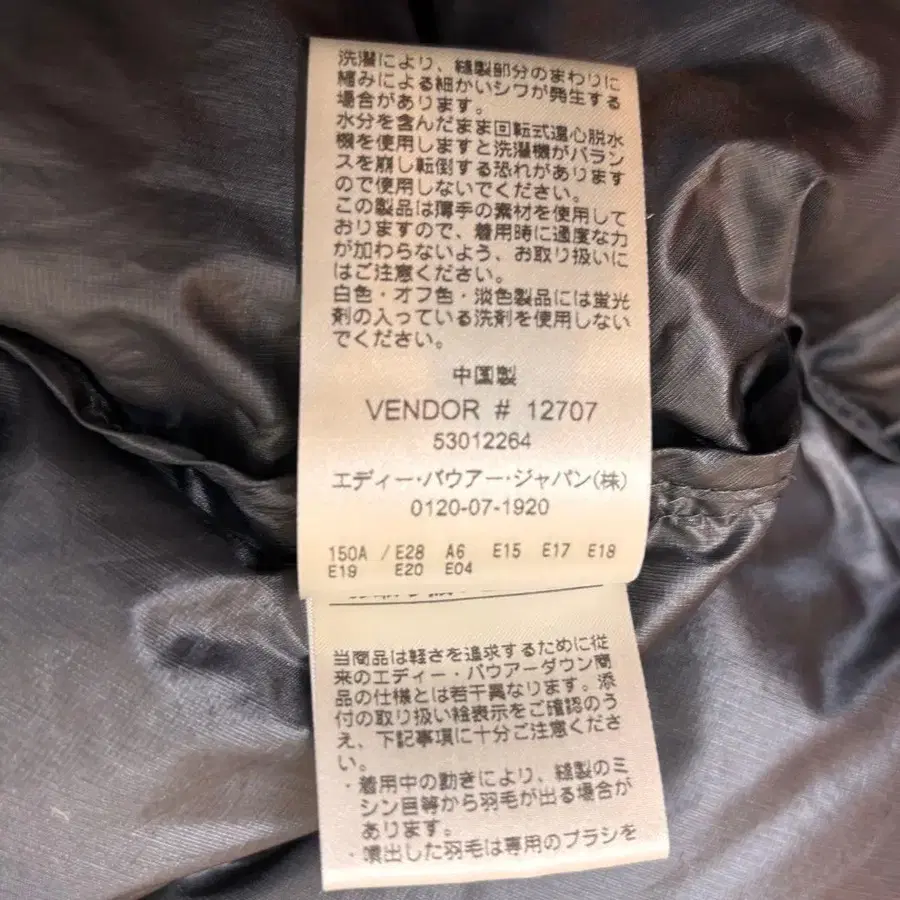 洗濯により、縫製部分のまわりに
縮みによる細かいシワが発生する
場合があります。
水分を含んだまま回転式遠心脱水
機を使用しますと洗濯機がバラン
スを崩し転倒する恐れがあります
ので使用しないでください。
この製品は薄手の素材を使用して
おりますので、着用時に過度な力
が加わらないよう、お取り扱いに
はご注意ください。
白色・オフ色・淡色製品には蛍光
剤の入っている洗剤を使用しない
でください。
中国製
VENDOR # 12707
53012264
エディー・バウアー・ジャパン(株)
0120-07-1920
150A / E28 A6 E15 E17 E18
E19 E20 E04
当商品は軽さを追求するために従
来のエディー・バウアーダウン商
品の仕様とは若干異なります。添
付の取り扱い絵表示をご確認のう
え、下記事項に十分ご注意くださ
い。
・着用中の動きにより、縫製のミ
シン目等から羽毛が出る場合が
あります。
・噴出した羽毛は専用のブラシを